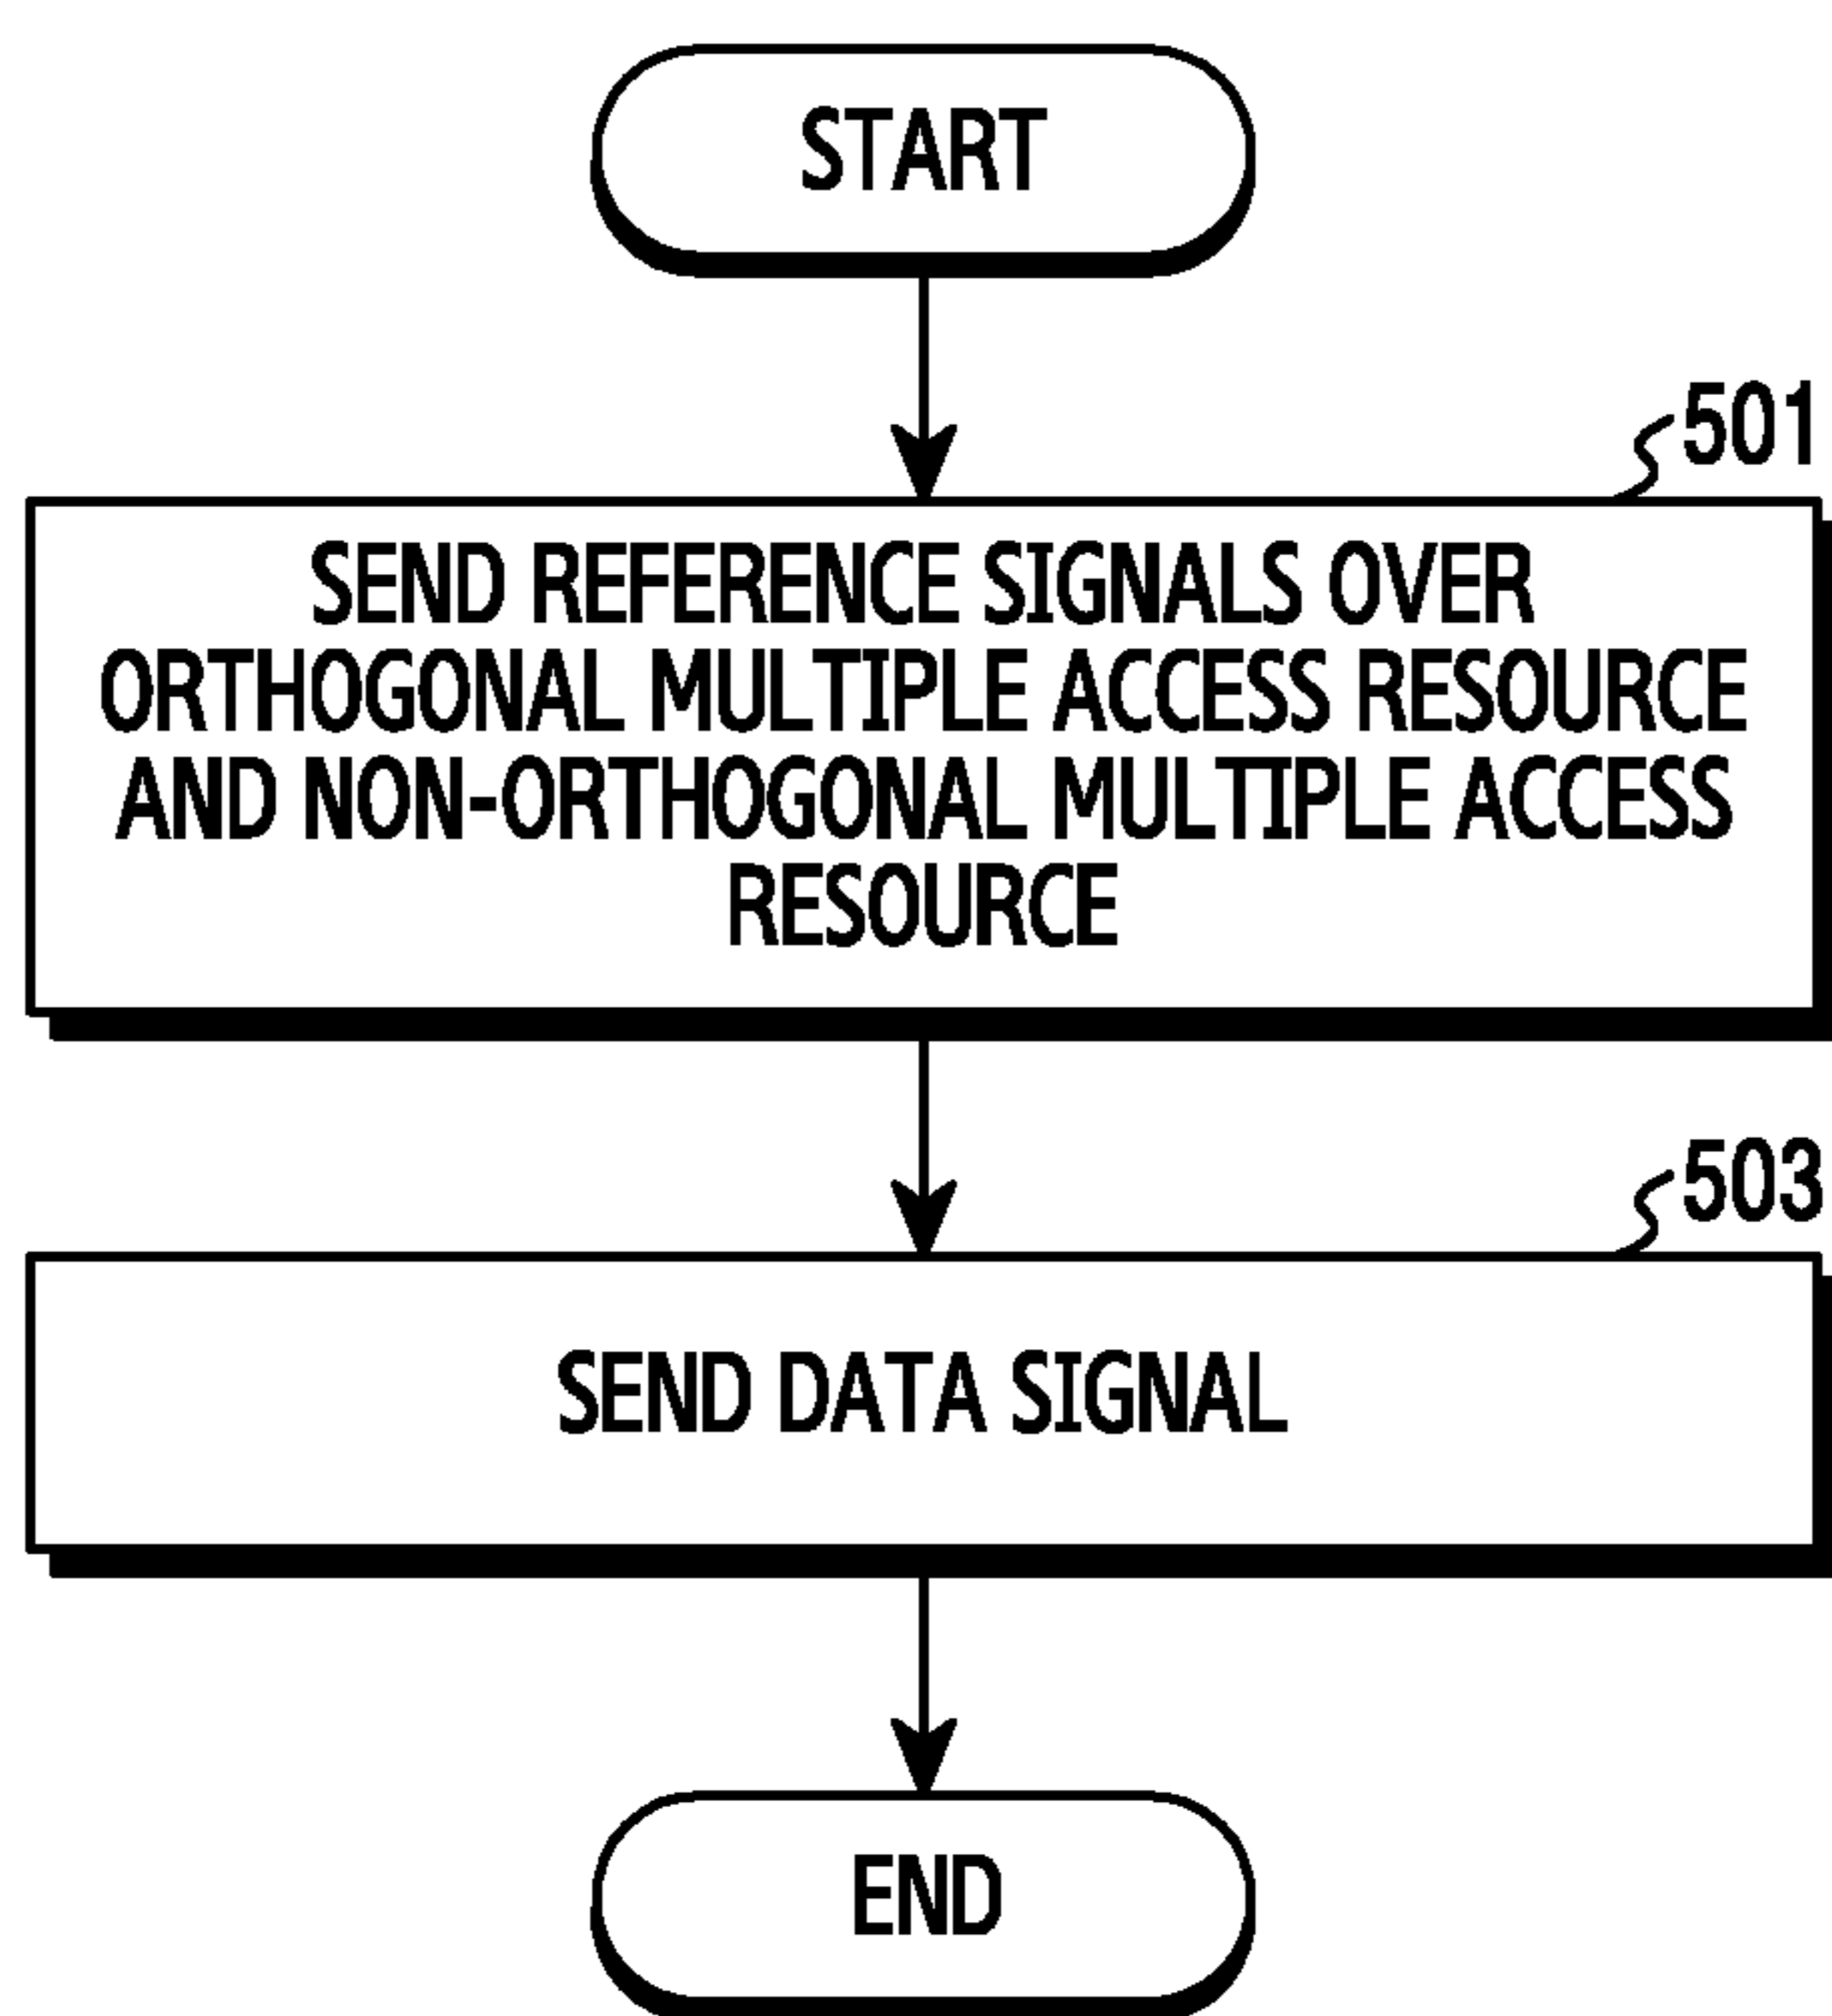 START
501
SEND REFERENCE SIGNALS OVER
ORTHOGONAL MULTIPLE ACCESS RESOURCE
AND NON-ORTHOGONAL MULTIPLE ACCESS
RESOURCE
503
SEND DATA SIGNAL
END